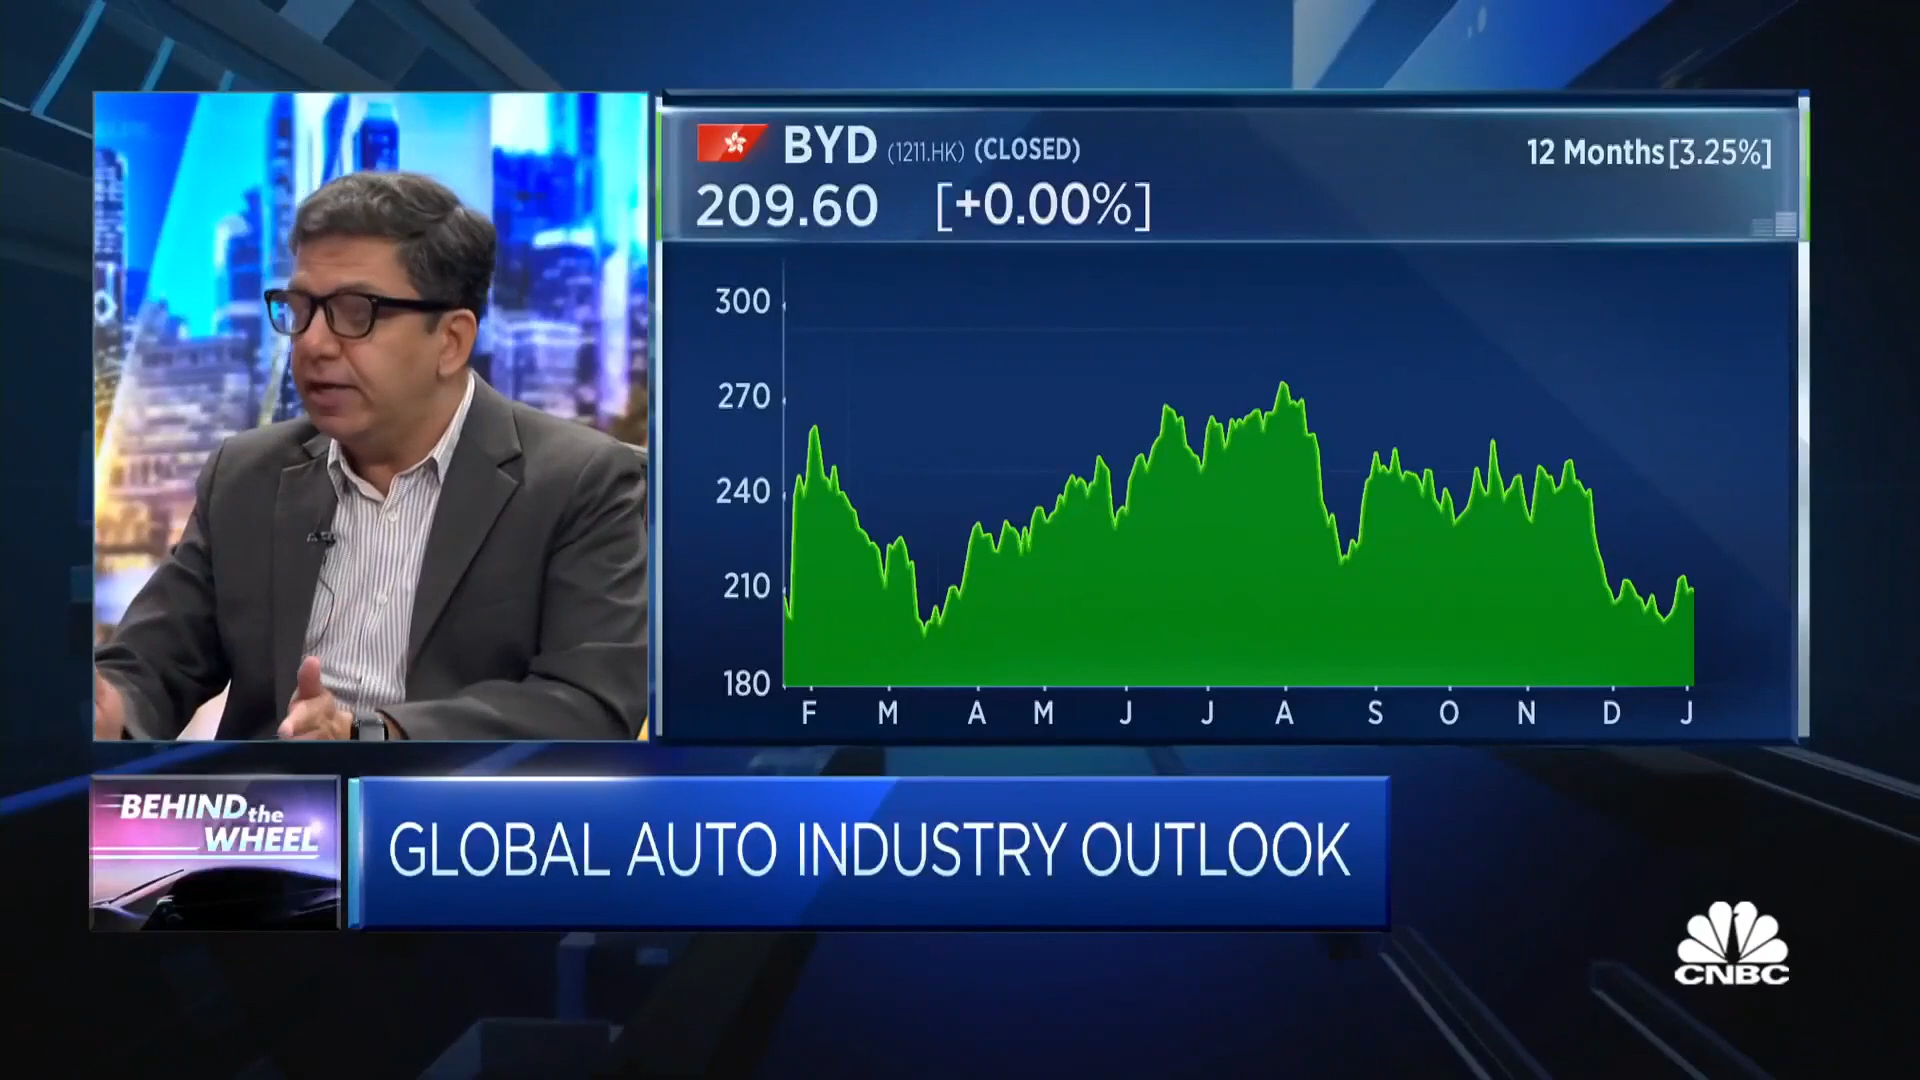 BYD (1211.HK) (CLOSED)
12 Months [3.25%]
209.60 [+0.00%]
300
270
240
210
180
F M A M J J A S O N D J
BEHIND the
WHEEL
GLOBAL AUTO INDUSTRY OUTLOOK
CNBC